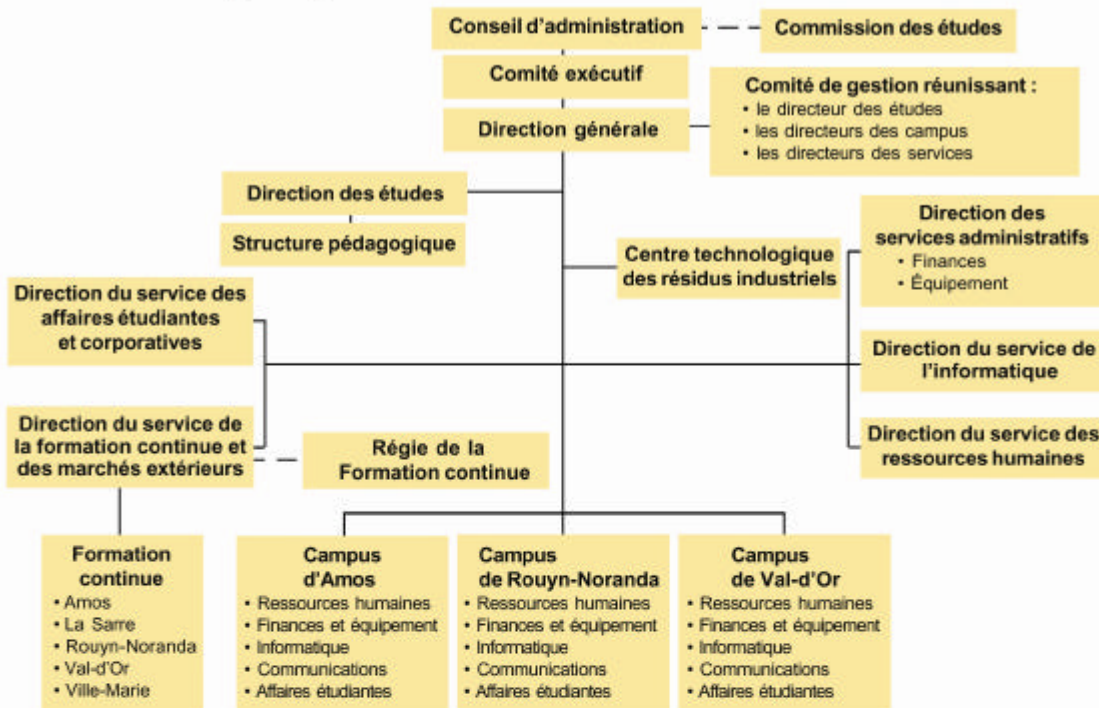 Conseil d'administration
Commission des études
Comité exécutif
Direction générale
Comité de gestion réunissant :
• le directeur des études
• les directeurs des campus
• les directeurs des services
Direction des études
Structure pédagogique
Centre technologique
des résidus industriels
Direction des
services administratifs
• Finances
• Équipement
Direction du service des
affaires étudiantes
et corporatives
Direction du service de
l'informatique
Direction du service de
la formation continue et
des marchés extérieurs
Régie de la
Formation continue
Direction du service des
ressources humaines
Formation
continue
• Amos
• La Sarre
• Rouyn-Noranda
• Val-d'Or
• Ville-Marie
Campus
d'Amos
• Ressources humaines
• Finances et équipement
• Informatique
• Communications
• Affaires étudiantes
Campus
de Rouyn-Noranda
• Ressources humaines
• Finances et équipement
• Informatique
• Communications
• Affaires étudiantes
Campus
de Val-d'Or
• Ressources humaines
• Finances et équipement
• Informatique
• Communications
• Affaires étudiantes